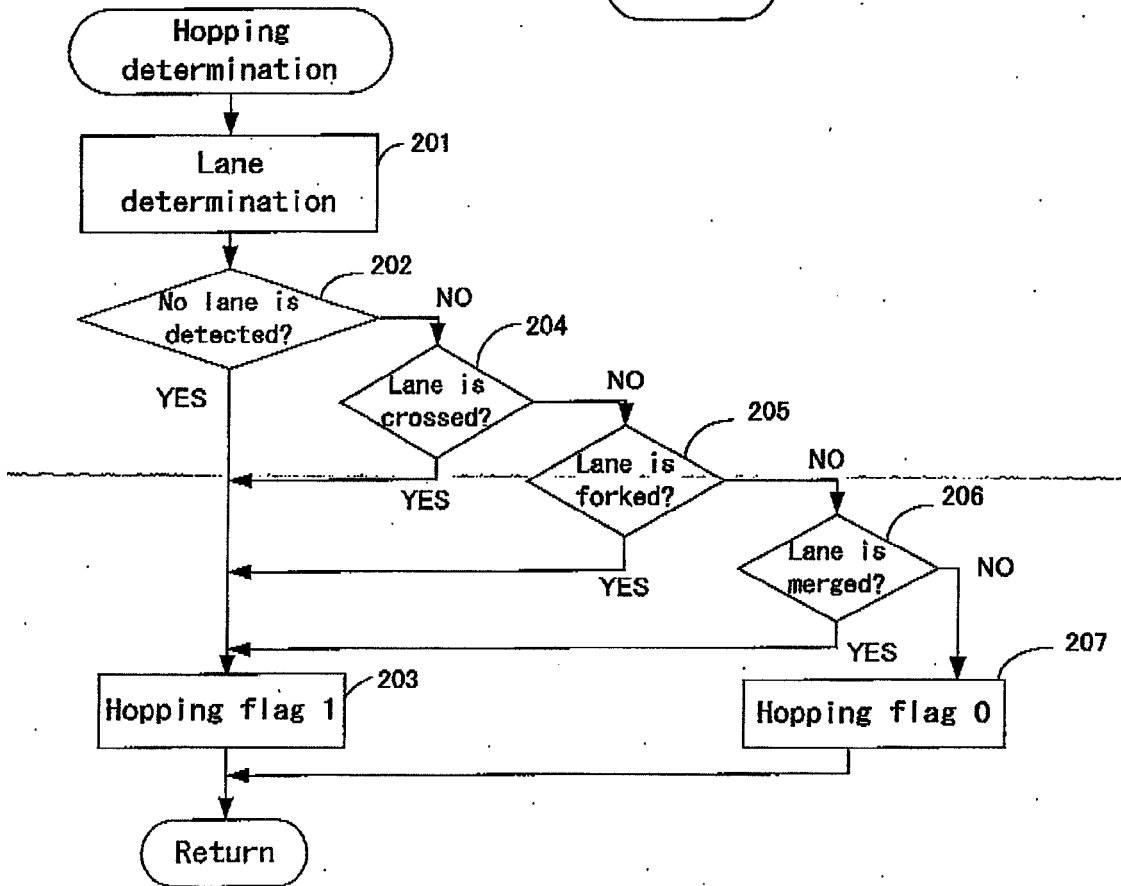 Hopping
determination
Lane
determination
201
No lane is
detected?
202
NO
YES
Lane is
crossed?
204
NO
YES
Lane is
forked?
205
NO
YES
Lane is
merged?
206
NO
YES
Hopping flag 1
203
Hopping flag 0
207
Return